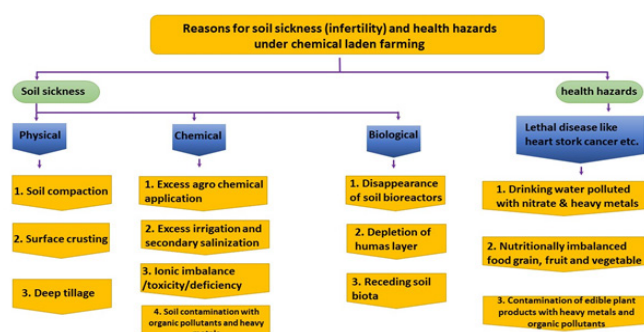 Reasons for soil sickness (infertility) and health hazards
under chemical laden farming
Soil sickness
health hazards
Physical
Chemical
Biological
Lethal disease like
heart stork cancer etc.
1. Soil compaction
2. Surface crusting
3. Deep tillage
1. Excess agro chemical
application
2. Excess irrigation and
secondary salinization
3. Ionic imbalance
/toxicity/deficiency
4. Soil contamination with
organic pollutants and heavy
1. Disappearance
of soil bioreactors
2. Depletion of
human layer
3. Receding soil
biota
1. Drinking water polluted
with nitrate & heavy metals
2. Nutritionally imbalanced
food grain, fruit and vegetable
3. Contamination of edible plant
products with heavy metals and
organic pollutants